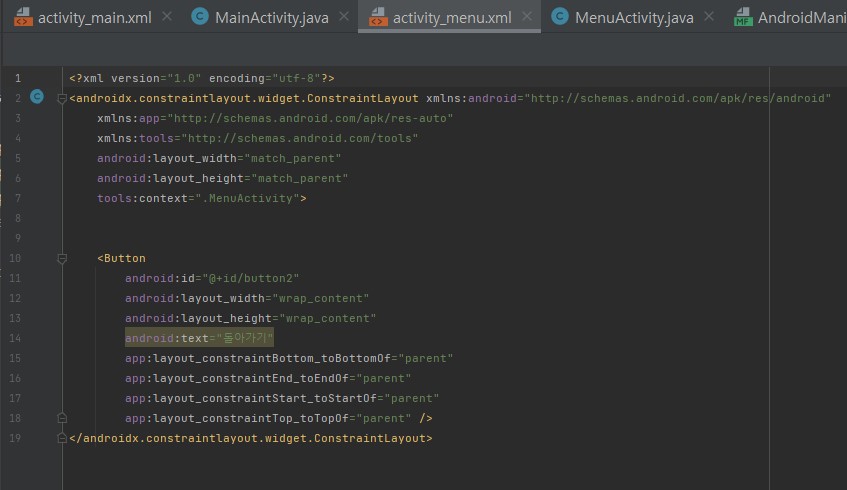 activity_main.xml MainActivity.java activity_menu.xml MenuActivity.java AndroidMani
1 <?xml version="1.0" encoding="utf-8"?>
2 <androidx.constraintlayout.widget.ConstraintLayout xmlns:android="http://schemas.android.com/apk/res/android"
3 xmlns:app="http://schemas.android.com/apk/res-auto"
4 xmlns:tools="http://schemas.android.com/tools"
5 android:layout_width="match_parent"
6 android:layout_height="match_parent"
7 tools:context=".MenuActivity">
8
9
10 <Button
11 android:id="@+id/button2"
12 android:layout_width="wrap_content"
13 android:layout_height="wrap_content"
14 android:text="돌아가기"
15 app:layout_constraintBottom_toBottomOf="parent"
16 app:layout_constraintEnd_toEndOf="parent"
17 app:layout_constraintStart_toStartOf="parent"
18 app:layout_constraintTop_toTopOf="parent" />
19 </androidx.constraintlayout.widget.ConstraintLayout>